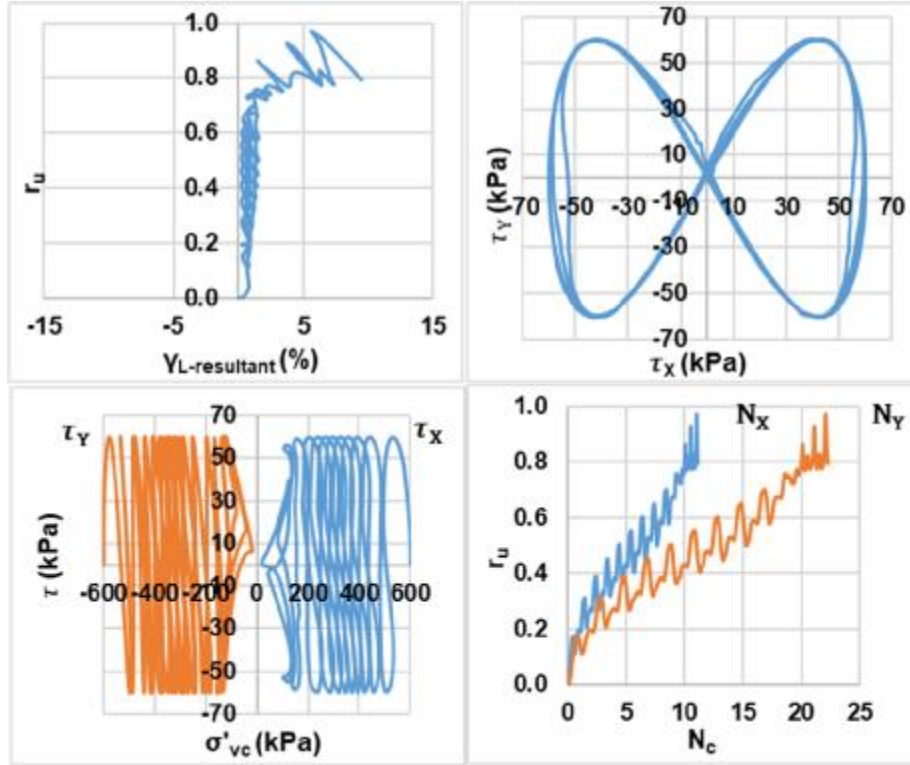 1.0
0.8
0.6
0.4
0.2
0.0
r_u
-15 -5 5 15
γ_L-resultant (%)
70
50
30
10
-70 -50 -30 -10 10 30 50 70
-10
-50
-70
τ_Y (kPa)
τ_X (kPa)
τ_Y
τ_X
70
50
30
10
-10
-600 -400 -200 0 200 400 600
-30
-50
-70
τ (kPa)
σ'_vc (kPa)
N_X N_Y
1.0
0.8
0.6
0.4
0.2
0.0
r_u
0 5 10 15 20 25
N_c